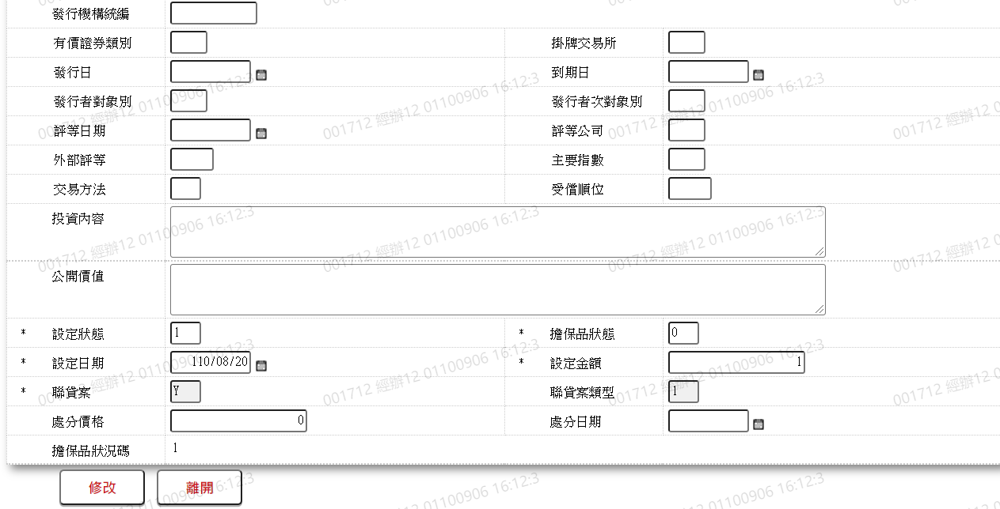 發行機構統編
有價證券類別 掛牌交易所
發行日 到期日
發行者對象別 發行者次對象別
評等日期 評等公司
外部評等 主要指數
交易方法 受償順位
投資內容
公開價值
* 設定狀態 1 * 擔保品狀態 0
* 設定日期 110/08/20 * 設定金額 1
* 聯貸案 Y 聯貸案類型 1
處分價格 0 處分日期
擔保品狀況碼 1
修改 離開
001712 經辦12 01100906 16:12:3